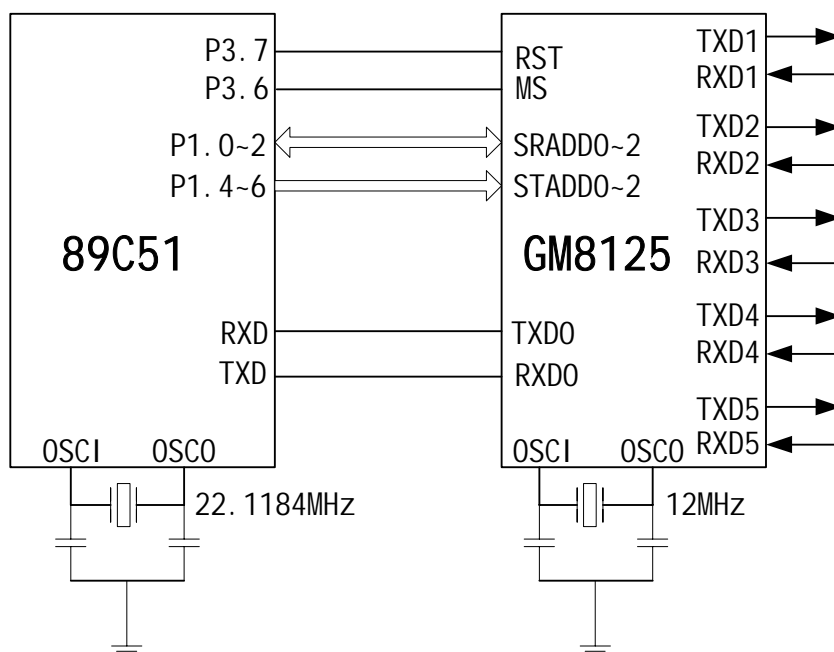 P3.7
P3.6
P1.0~2
P1.4~6
89C51
RXD
TXD
OSCI OSCO
22.1184MHz
RST
MS
SRADD0~2
STADD0~2
GM8125
TXD0
RXD0
OSCI OSCO
12MHz
TXD1
RXD1
TXD2
RXD2
TXD3
RXD3
TXD4
RXD4
TXD5
RXD5